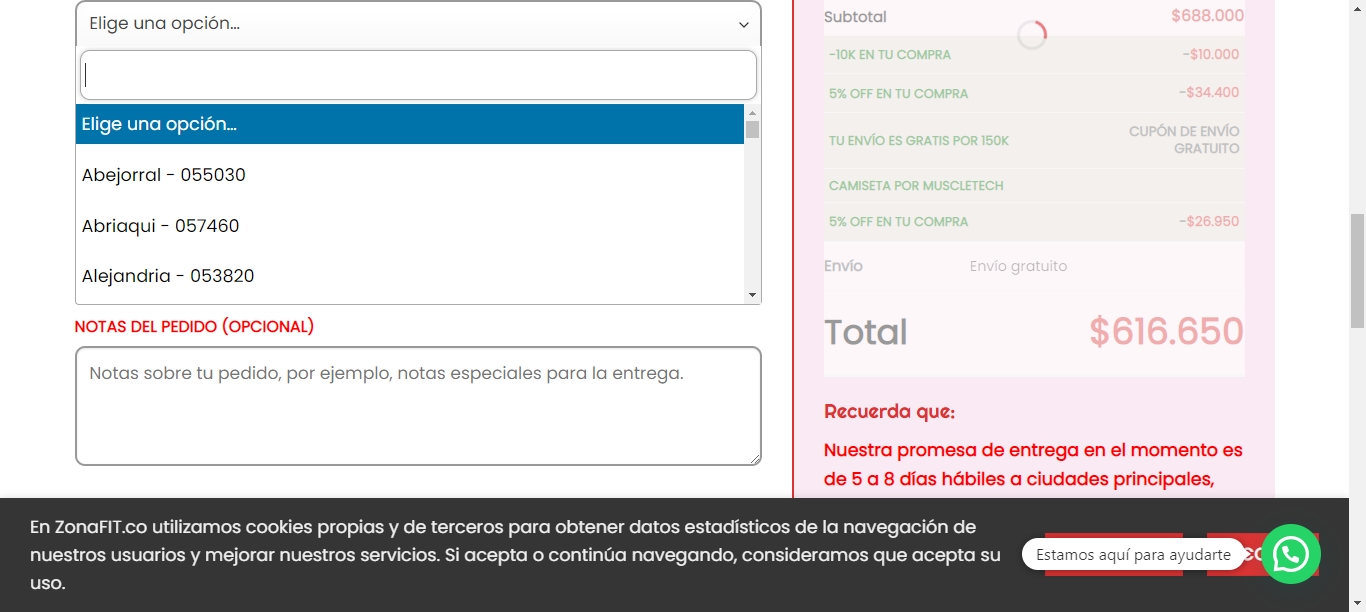 Elige una opción...
Elige una opción...
Abejorral - 055030
Abriaqui - 057460
Alejandria - 053820
NOTAS DEL PEDIDO (OPCIONAL)
Notas sobre tu pedido, por ejemplo, notas especiales para la entrega.
Subtotal $688.000
-10K EN TU COMPRA -$10.000
5% OFF EN TU COMPRA -$34.400
TU ENVÍO ES GRATIS POR 150K CUPÓN DE ENVÍO
GRATUITO
CAMISETA POR MUSCLETECH
5% OFF EN TU COMPRA -$26.950
Envío Envío gratuito
Total $616.650
Recuerda que:
Nuestra promesa de entrega en el momento es
de 5 a 8 días hábiles a ciudades principales,
En ZonaFIT.co utilizamos cookies propias y de terceros para obtener datos estadísticos de la navegación de
nuestros usuarios y mejorar nuestros servicios. Si acepta o continúa navegando, consideramos que acepta su
uso.
Estamos aquí para ayudarte